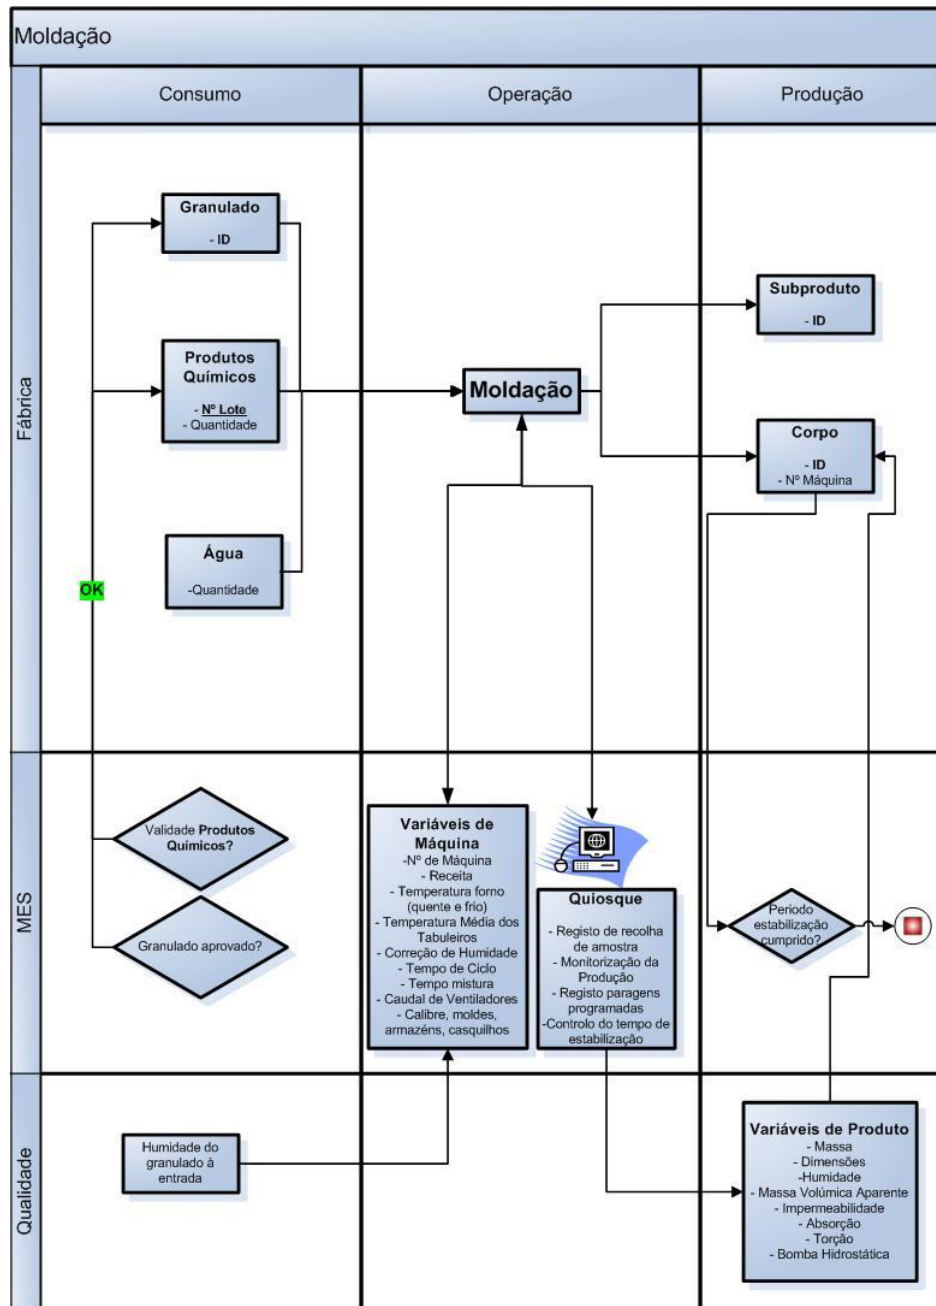 Moldação
Consumo
Operação
Produção
Fábrica
Granulado
- ID
Produtos
Químicos
- Nº Lote
- Quantidade
Água
-Quantidade
OK
Moldação
Subproduto
- ID
Corpo
- ID
- Nº Máquina
MES
Validade Produtos
Químicos?
Granulado aprovado?
Variáveis de
Máquina
-Nº de Máquina
- Receita
- Temperatura forno
(quente e frio)
- Temperatura Média dos
Tabuleiros
- Correção de Humidade
- Tempo de Ciclo
- Tempo mistura
- Caudal de Ventiladores
- Calibre, moldes,
armazéns, casquilhos
Quiosque
- Registo de recolha
de amostra
- Monitorização da
Produção
- Registo paragens
programadas
-Controlo do tempo de
estabilização
Periodo
estabilização
cumprido?
Qualidade
Humidade do
granulado à
entrada
Variáveis de Produto
- Massa
- Dimensões
-Humidade
- Massa Volúmica Aparente
- Impermeabilidade
- Absorção
- Torção
- Bomba Hidrostática